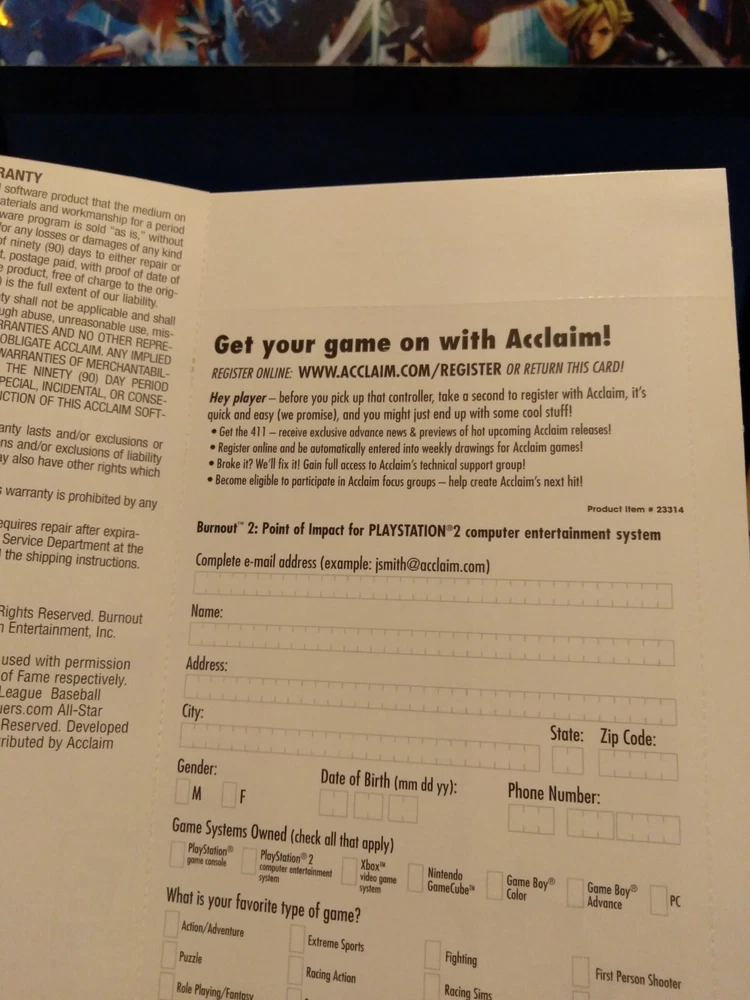 RANTY
software product that the medium on
aterials and workmanship for a period
ware program is sold "as is," without
for any losses or damages of any kind
of ninety (90) days to either repair or
t, postage paid, with proof of date of
e product, free of charge to the orig-
) is the full extent of our liability.
ty shall not be applicable and shall
ugh abuse, unreasonable use, mis-
RRANTIES AND NO OTHER REPRE-
OBLIGATE ACCLAIM. ANY IMPLIED
WARRANTIES OF MERCHANTABIL-
THE NINETY (90) DAY PERIOD
PECIAL, INCIDENTAL, OR CONSE-
NCTION OF THIS ACCLAIM SOFT-
anty lasts and/or exclusions or
ns and/or exclusions of liability
ay also have other rights which
s warranty is prohibited by any
equires repair after expira-
Service Department at the
the shipping instructions.
Rights Reserved. Burnout
n Entertainment, Inc.
used with permission
of Fame respectively.
League Baseball
yers.com All-Star
Reserved. Developed
tributed by Acclaim
Get your game on with Acclaim!
REGISTER ONLINE: WWW.ACCLAIM.COM/REGISTER OR RETURN THIS CARD!
Hey player – before you pick up that controller, take a second to register with Acclaim, it's
quick and easy (we promise), and you might just end up with some cool stuff!
• Get the 411 – receive exclusive advance news & previews of hot upcoming Acclaim releases!
• Register online and be automatically entered into weekly drawings for Acclaim games!
• Broke it? We'll fix it! Gain full access to Acclaim's technical support group!
• Become eligible to participate in Acclaim focus groups – help create Acclaim's next hit!
Product Item # 23314
Burnout™ 2: Point of Impact for PLAYSTATION®2 computer entertainment system
Complete e-mail address (example: jsmith@acclaim.com)
Name:
Address:
City:
State: Zip Code:
Gender:
M F
Date of Birth (mm dd yy):
Phone Number:
Game Systems Owned (check all that apply)
PlayStation®
game console
PlayStation® 2
computer entertainment
system
Xbox™
video game
system
Nintendo
GameCube™
Game Boy®
Color
Game Boy®
Advance
PC
What is your favorite type of game?
Action/Adventure
Extreme Sports
Fighting
First Person Shooter
Puzzle
Racing Action
Racing Sims
Role Playing/Fantasy